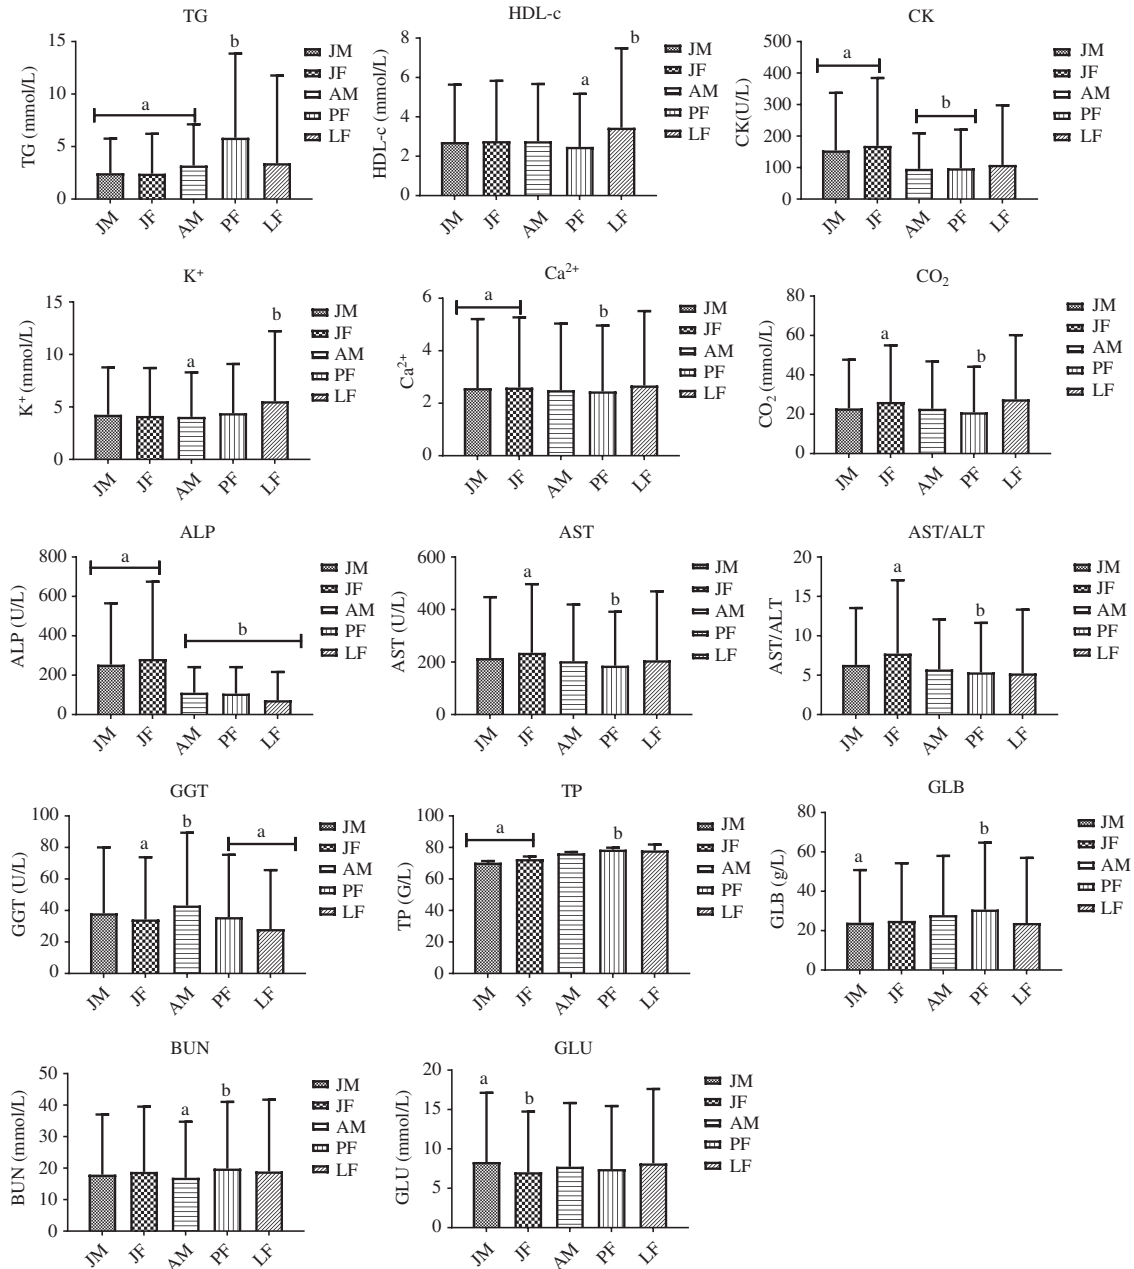 TG
TG (mmol/L)
15
10
5
0
a
b
JM
JF
AM
PF
LF
JM
JF
AM
PF
LF
HDL-c
HDL-c (mmol/L)
8
6
4
2
0
a
b
JM
JF
AM
PF
LF
JM
JF
AM
PF
LF
CK
CK(U/L)
500
400
300
200
100
0
a
b
JM
JF
AM
PF
LF
JM
JF
AM
PF
LF
K⁺
K⁺ (mmol/L)
15
10
5
0
a
b
JM
JF
AM
PF
LF
JM
JF
AM
PF
LF
Ca²⁺
Ca²⁺
6
4
2
0
a
b
JM
JF
AM
PF
LF
JM
JF
AM
PF
LF
CO₂
CO₂ (mmol/L)
80
60
40
20
0
a
b
JM
JF
AM
PF
LF
JM
JF
AM
PF
LF
ALP
ALP (U/L)
800
600
400
200
0
a
b
JM
JF
AM
PF
LF
JM
JF
AM
PF
LF
AST
AST (U/L)
600
400
200
0
a
b
JM
JF
AM
PF
LF
JM
JF
AM
PF
LF
AST/ALT
AST/ALT
20
15
10
5
0
a
b
JM
JF
AM
PF
LF
JM
JF
AM
PF
LF
GGT
GGT (U/L)
100
80
60
40
20
0
a
b
a
JM
JF
AM
PF
LF
JM
JF
AM
PF
LF
TP
TP (G/L)
100
80
60
40
20
0
a
b
JM
JF
AM
PF
LF
JM
JF
AM
PF
LF
GLB
GLB (g/L)
80
60
40
20
0
a
b
JM
JF
AM
PF
LF
JM
JF
AM
PF
LF
BUN
BUN (mmol/L)
50
40
30
20
10
0
a
b
JM
JF
AM
PF
LF
JM
JF
AM
PF
LF
GLU
GLU (mmol/L)
20
15
10
5
0
a
b
JM
JF
AM
PF
LF
JM
JF
AM
PF
LF